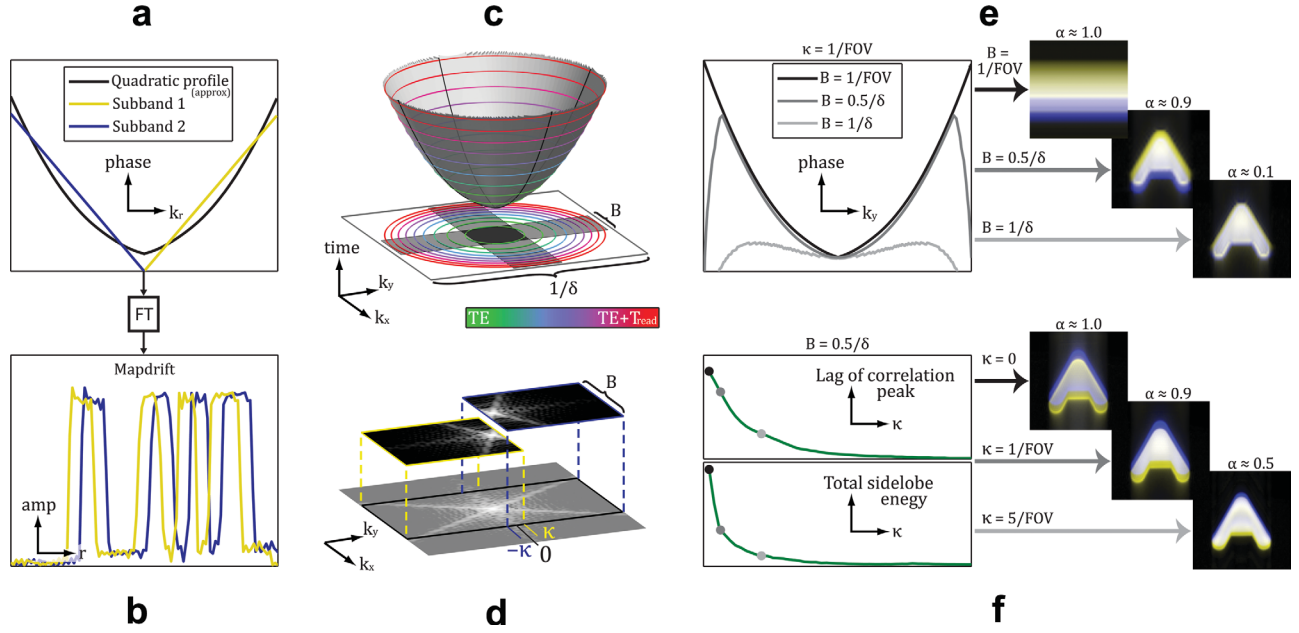 a
Quadratic profile
(approx)
Subband 1
Subband 2
phase
kr
FT
Mapdrift
amp
r
b
c
B
time
ky
kx
1/δ
TE
TE+Tread
B
ky
kx
κ
−κ
0
d
e
κ = 1/FOV
B = 1/FOV
B = 0.5/δ
B = 1/δ
phase
ky
B =
1/FOV
α ≈ 1.0
B = 0.5/δ
α ≈ 0.9
B = 1/δ
α ≈ 0.1
B = 0.5/δ
Lag of correlation
peak
κ
Total sidelobe
enegy
κ
κ = 0
α ≈ 1.0
κ = 1/FOV
α ≈ 0.9
κ = 5/FOV
α ≈ 0.5
f